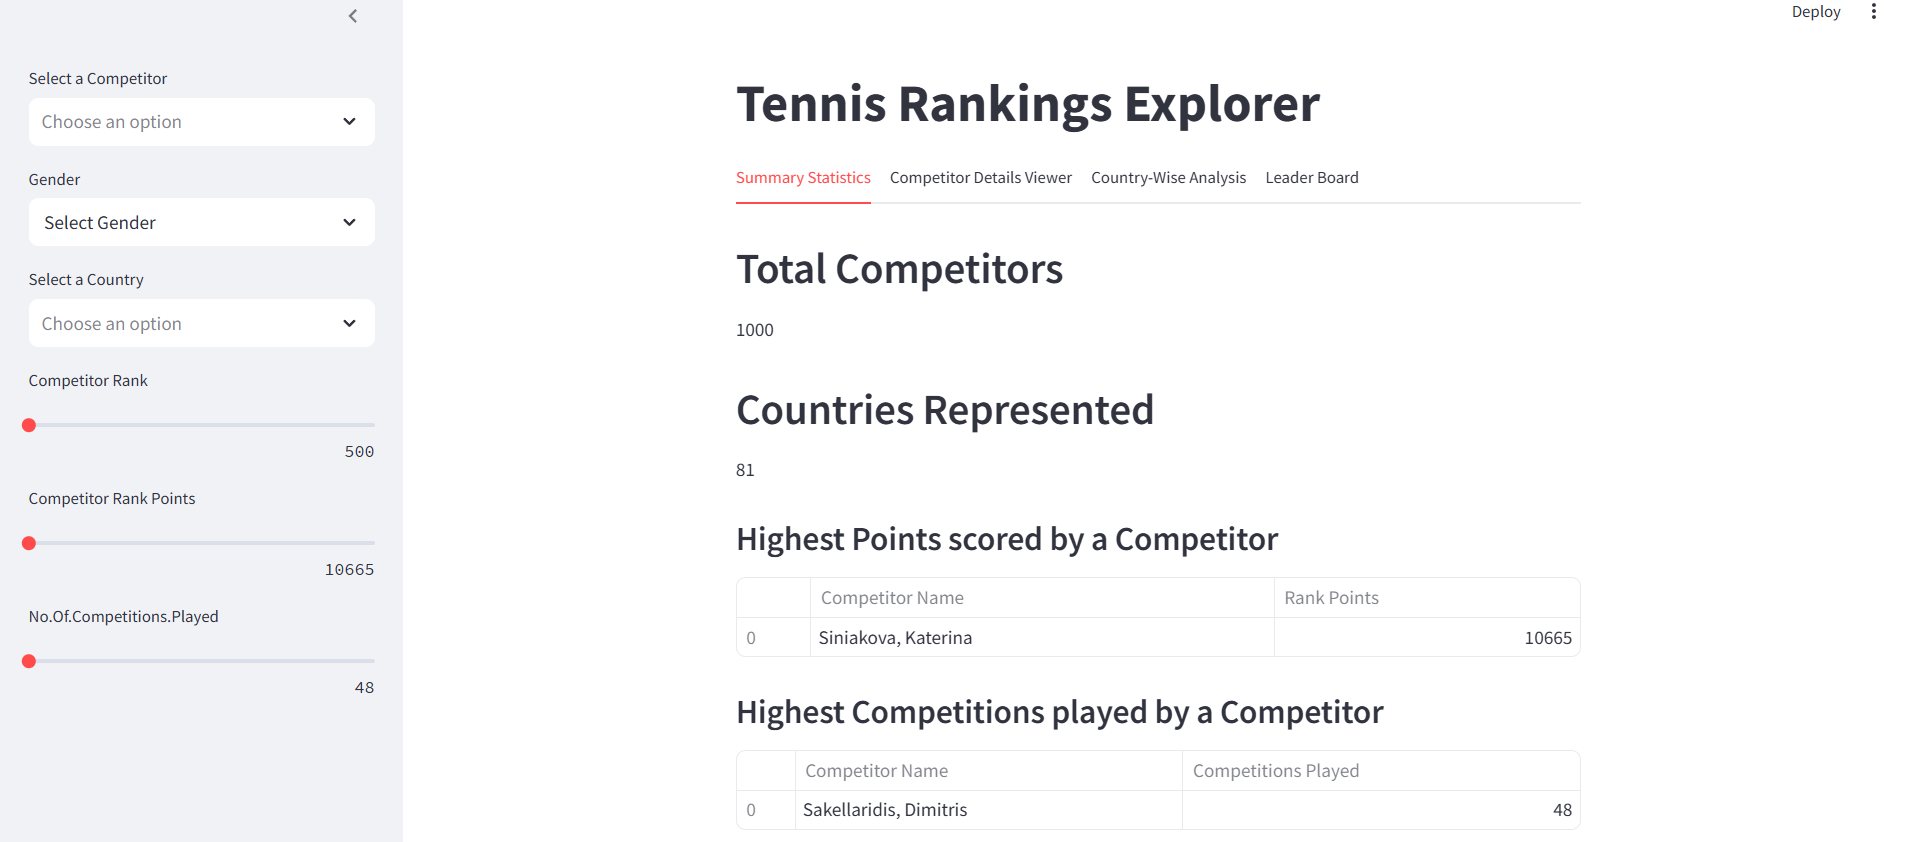 Deploy
Select a Competitor
Choose an option
Gender
Select Gender
Select a Country
Choose an option
Competitor Rank
500
Competitor Rank Points
10665
No.Of.Competitions.Played
48
Tennis Rankings Explorer
Summary Statistics Competitor Details Viewer Country-Wise Analysis Leader Board
Total Competitors
1000
Countries Represented
81
Highest Points scored by a Competitor
Competitor Name Rank Points
0 Siniakova, Katerina 10665
Highest Competitions played by a Competitor
Competitor Name Competitions Played
0 Sakellaridis, Dimitris 48